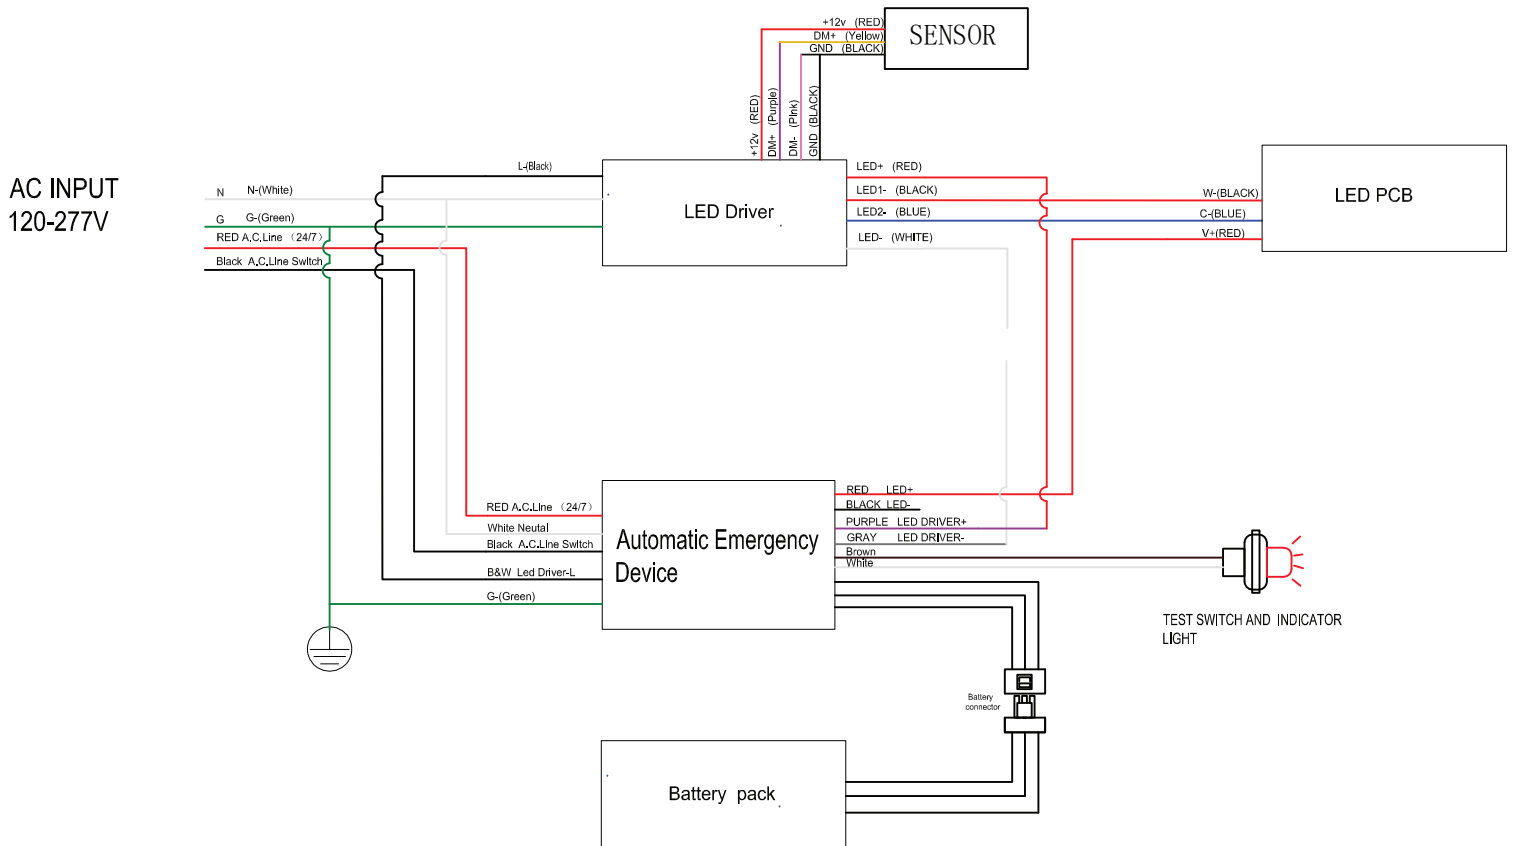 +12v (RED)
DM+ (Yellow)
GND (BLACK)
SENSOR
+12v (RED)
DM+ (Purple)
DM- (Pink)
GND (BLACK)
AC INPUT
120-277V
L-(Black)
N N-(White)
G G-(Green)
RED A.C.Line （24/7）
Black A.C.Line Switch
LED Driver
LED+ (RED)
LED1- (BLACK)
LED2- (BLUE)
LED- (WHITE)
W-(BLACK)
C-(BLUE)
V+(RED)
LED PCB
RED A.C.Line （24/7）
White Neutal
Black A.C.Line Switch
B&W Led Driver-L
G-(Green)
Automatic Emergency
Device
RED LED+
BLACK LED-
PURPLE LED DRIVER+
GRAY LED DRIVER-
Brown
White
TEST SWITCH AND INDICATOR
LIGHT
Battery
connector
Battery pack